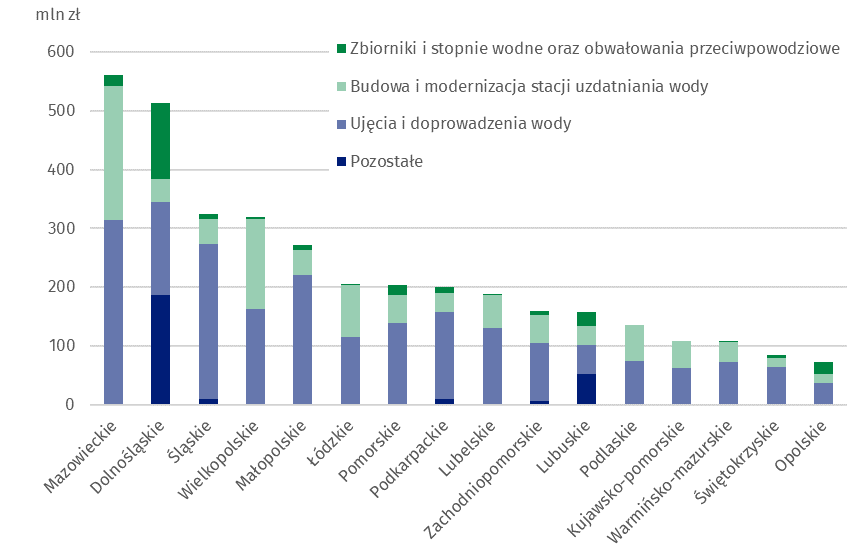 mln zł
600
500
400
300
200
100
0
Zbiorniki i stopnie wodne oraz obwałowania przeciwpowodziowe
Budowa i modernizacja stacji uzdatniania wody
Ujęcia i doprowadzenia wody
Pozostałe
Mazowieckie
Dolnośląskie
Śląskie
Wielkopolskie
Małopolskie
Łódzkie
Pomorskie
Podkarpackie
Lubelskie
Zachodniopomorskie
Lubuskie
Podlaskie
Kujawsko-pomorskie
Warmińsko-mazurskie
Świętokrzyskie
Opolskie